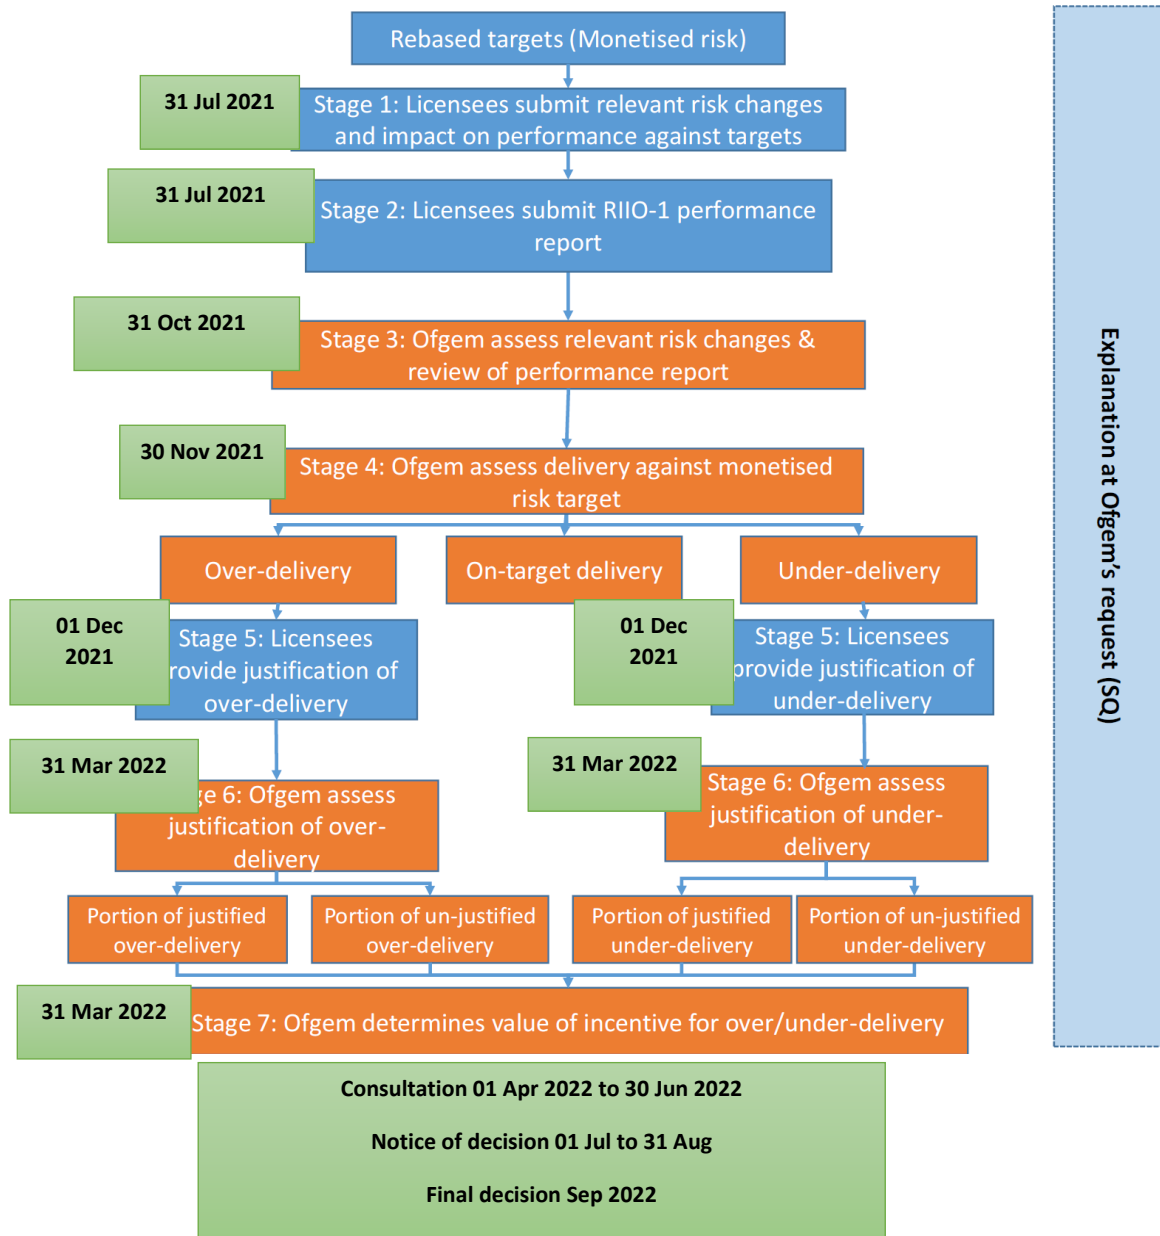 Rebased targets (Monetised risk)
31 Jul 2021
Stage 1: Licensees submit relevant risk changes
and impact on performance against targets
31 Jul 2021
Stage 2: Licensees submit RIIO-1 performance
report
31 Oct 2021
Stage 3: Ofgem assess relevant risk changes &
review of performance report
30 Nov 2021
Stage 4: Ofgem assess delivery against monetised
risk target
Over-delivery
On-target delivery
Under-delivery
01 Dec
2021
Stage 5: Licensees
rovide justification of
over-delivery
01 Dec
2021
Stage 5: Licensees
provide justification of
under-delivery
31 Mar 2022
ge 6: Ofgem assess
justification of over-
delivery
31 Mar 2022
Stage 6: Ofgem assess
justification of under-
delivery
Portion of justified
over-delivery
Portion of un-justified
over-delivery
Portion of justified
under-delivery
Portion of un-justified
under-delivery
31 Mar 2022
Stage 7: Ofgem determines value of incentive for over/under-delivery
Consultation 01 Apr 2022 to 30 Jun 2022
Notice of decision 01 Jul to 31 Aug
Final decision Sep 2022
Explanation at Ofgem's request (SQ)